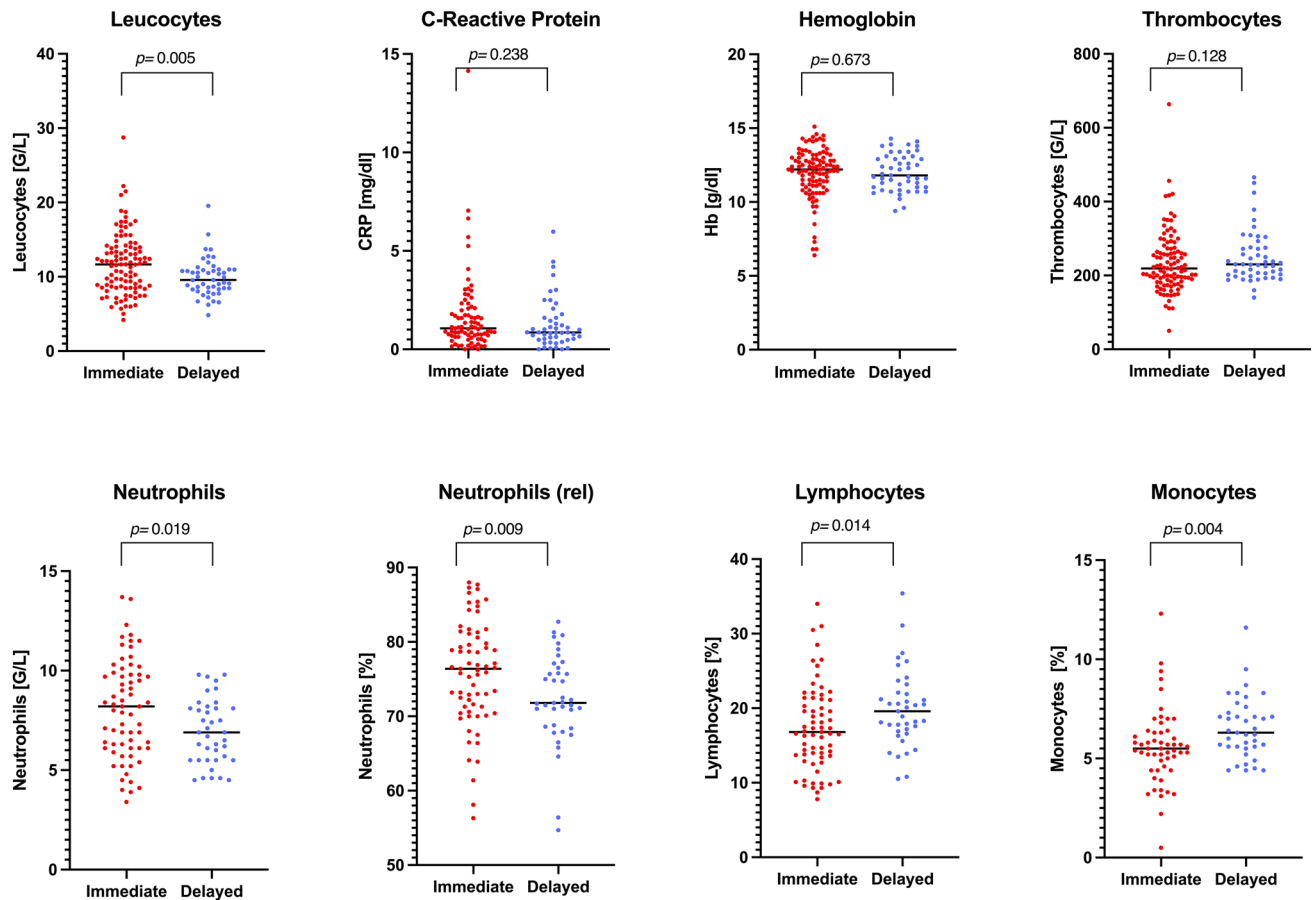 Leucocytes
p= 0.005
Leucocytes [G/L]
40
30
20
10
0
Immediate Delayed
C-Reactive Protein
p= 0.238
CRP [mg/dl]
15
10
5
0
Immediate Delayed
Hemoglobin
p= 0.673
Hb [g/dl]
20
15
10
5
0
Immediate Delayed
Thrombocytes
p= 0.128
Thrombocytes [G/L]
800
600
400
200
0
Immediate Delayed
Neutrophils
p= 0.019
Neutrophils [G/L]
15
10
5
0
Immediate Delayed
Neutrophils (rel)
p= 0.009
Neutrophils [%]
90
80
70
60
50
Immediate Delayed
Lymphocytes
p= 0.014
Lymphocytes [%]
40
30
20
10
0
Immediate Delayed
Monocytes
p= 0.004
Monocytes [%]
15
10
5
0
Immediate Delayed